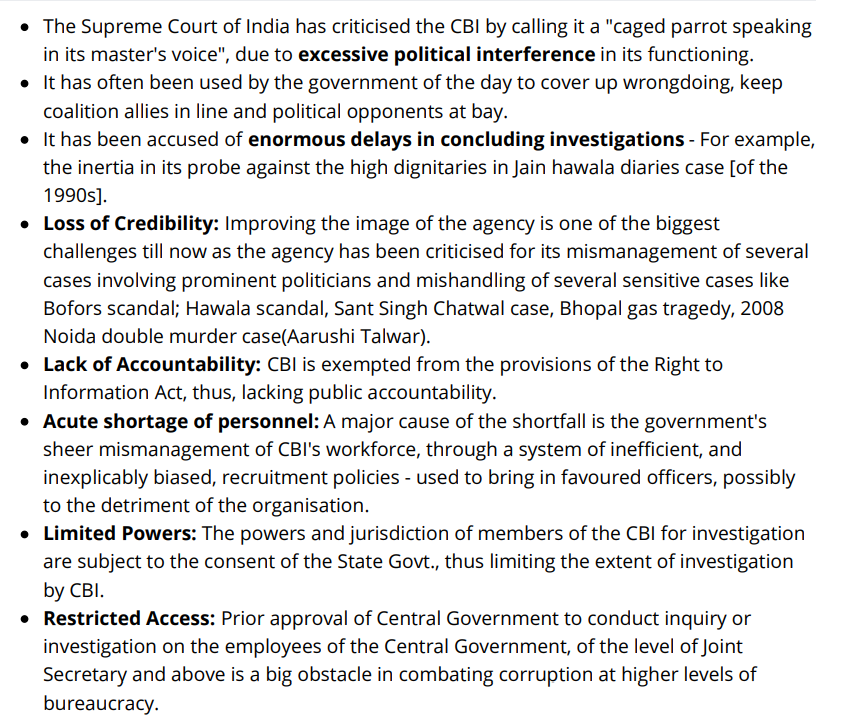 • The Supreme Court of India has criticised the CBI by calling it a "caged parrot speaking
in its master's voice", due to excessive political interference in its functioning.
• It has often been used by the government of the day to cover up wrongdoing, keep
coalition allies in line and political opponents at bay.
• It has been accused of enormous delays in concluding investigations - For example,
the inertia in its probe against the high dignitaries in Jain hawala diaries case [of the
1990s].
• Loss of Credibility: Improving the image of the agency is one of the biggest
challenges till now as the agency has been criticised for its mismanagement of several
cases involving prominent politicians and mishandling of several sensitive cases like
Bofors scandal; Hawala scandal, Sant Singh Chatwal case, Bhopal gas tragedy, 2008
Noida double murder case(Aarushi Talwar).
• Lack of Accountability: CBI is exempted from the provisions of the Right to
Information Act, thus, lacking public accountability.
• Acute shortage of personnel: A major cause of the shortfall is the government's
sheer mismanagement of CBI's workforce, through a system of inefficient, and
inexplicably biased, recruitment policies - used to bring in favoured officers, possibly
to the detriment of the organisation.
• Limited Powers: The powers and jurisdiction of members of the CBI for investigation
are subject to the consent of the State Govt., thus limiting the extent of investigation
by CBI.
• Restricted Access: Prior approval of Central Government to conduct inquiry or
investigation on the employees of the Central Government, of the level of Joint
Secretary and above is a big obstacle in combating corruption at higher levels of
bureaucracy.